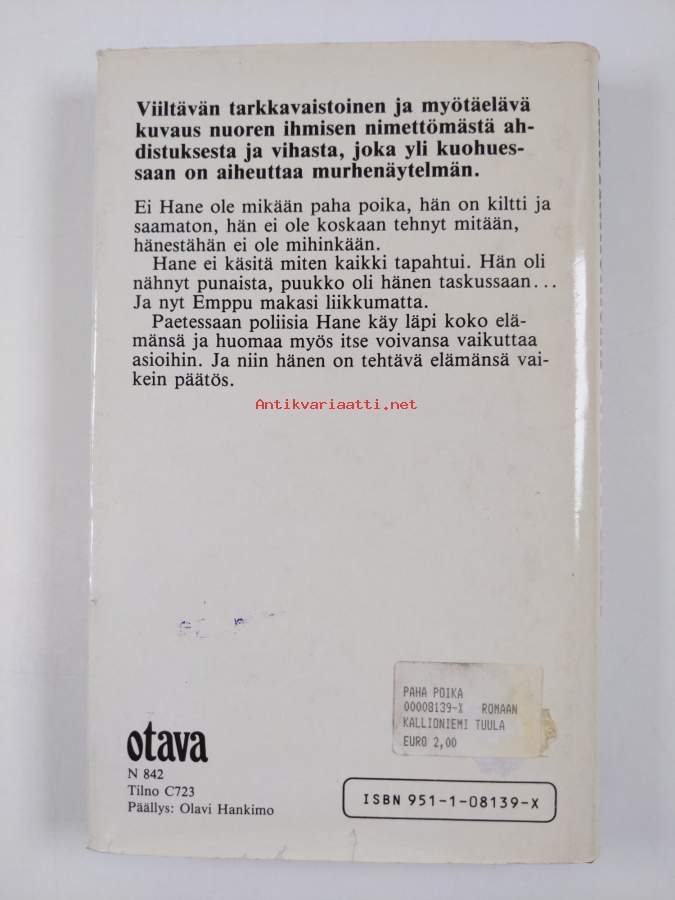 Viiltävän tarkkavaistoinen ja myötäelävä
kuvaus nuoren ihmisen nimettömästä ah-
distuksesta ja vihasta, joka yli kuohues-
saan on aiheuttaa murhenäytelmän.
Ei Hane ole mikään paha poika, hän on kiltti ja
saamaton, hän ei ole koskaan tehnyt mitään,
hänestähän ei ole mihinkään.
Hane ei käsitä miten kaikki tapahtui. Hän oli
nähnyt punaista, puukko oli hänen taskussaan...
Ja nyt Emppu makasi liikkumatta.
Paetessaan poliisia Hane käy läpi koko elä-
mänsä ja huomaa myös itse voivansa vaikuttaa
asioihin. Ja niin hänen on tehtävä elämänsä vai-
kein päätös.
Antikvariaatti.net
PAHA POIKA
00008139-X ROMAAN
KALLIONIEMI TUULA
EURO 2,00
otava
N 842
Tilno C723
Päällys: Olavi Hankimo
ISBN 951-1-08139-X